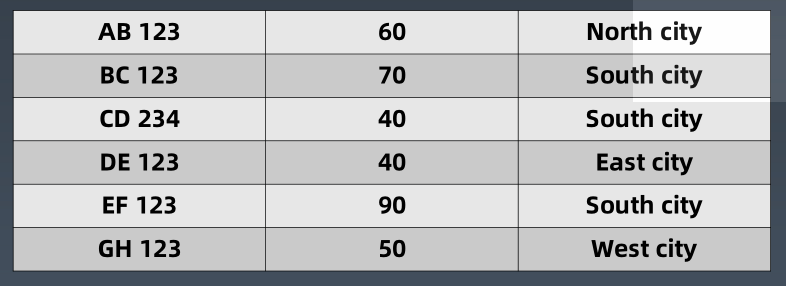 AB 123 60 North city
BC 123 70 South city
CD 234 40 South city
DE 123 40 East city
EF 123 90 South city
GH 123 50 West city